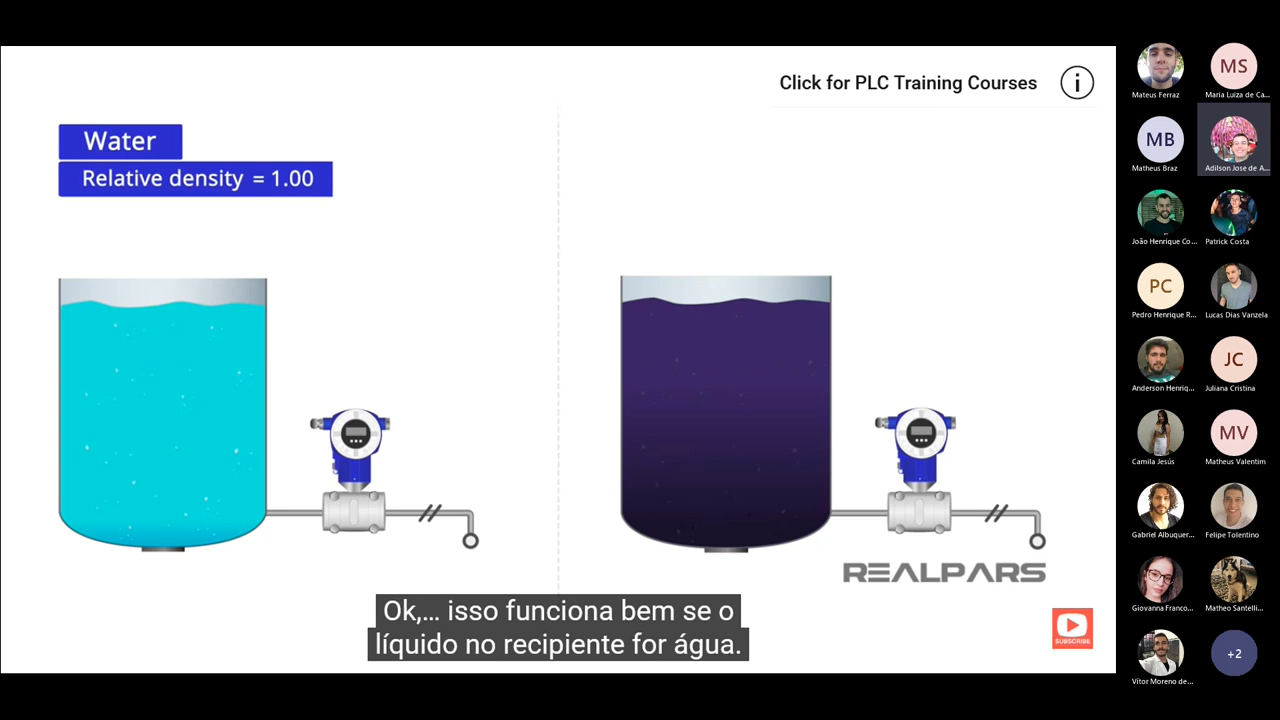 Click for PLC Training Courses
i
Water
Relative density = 1.00
REALPARS
SUBSCRIBE
Ok,... isso funciona bem se o
líquido no recipiente for água.
Mateus Ferraz
MS
Maria Luiza de Ca...
MB
Matheus Braz
Adilson Jose de A...
João Henrique Co...
Patrick Costa
PC
Pedro Henrique R...
Lucas Dias Vanzela
Anderson Henriq...
JC
Juliana Cristina
Camila Jesús
MV
Matheus Valentim
Gabriel Albuquer...
Felipe Tolentino
Giovanna Franco...
Matheo Santelli...
Vítor Moreno de...
+2